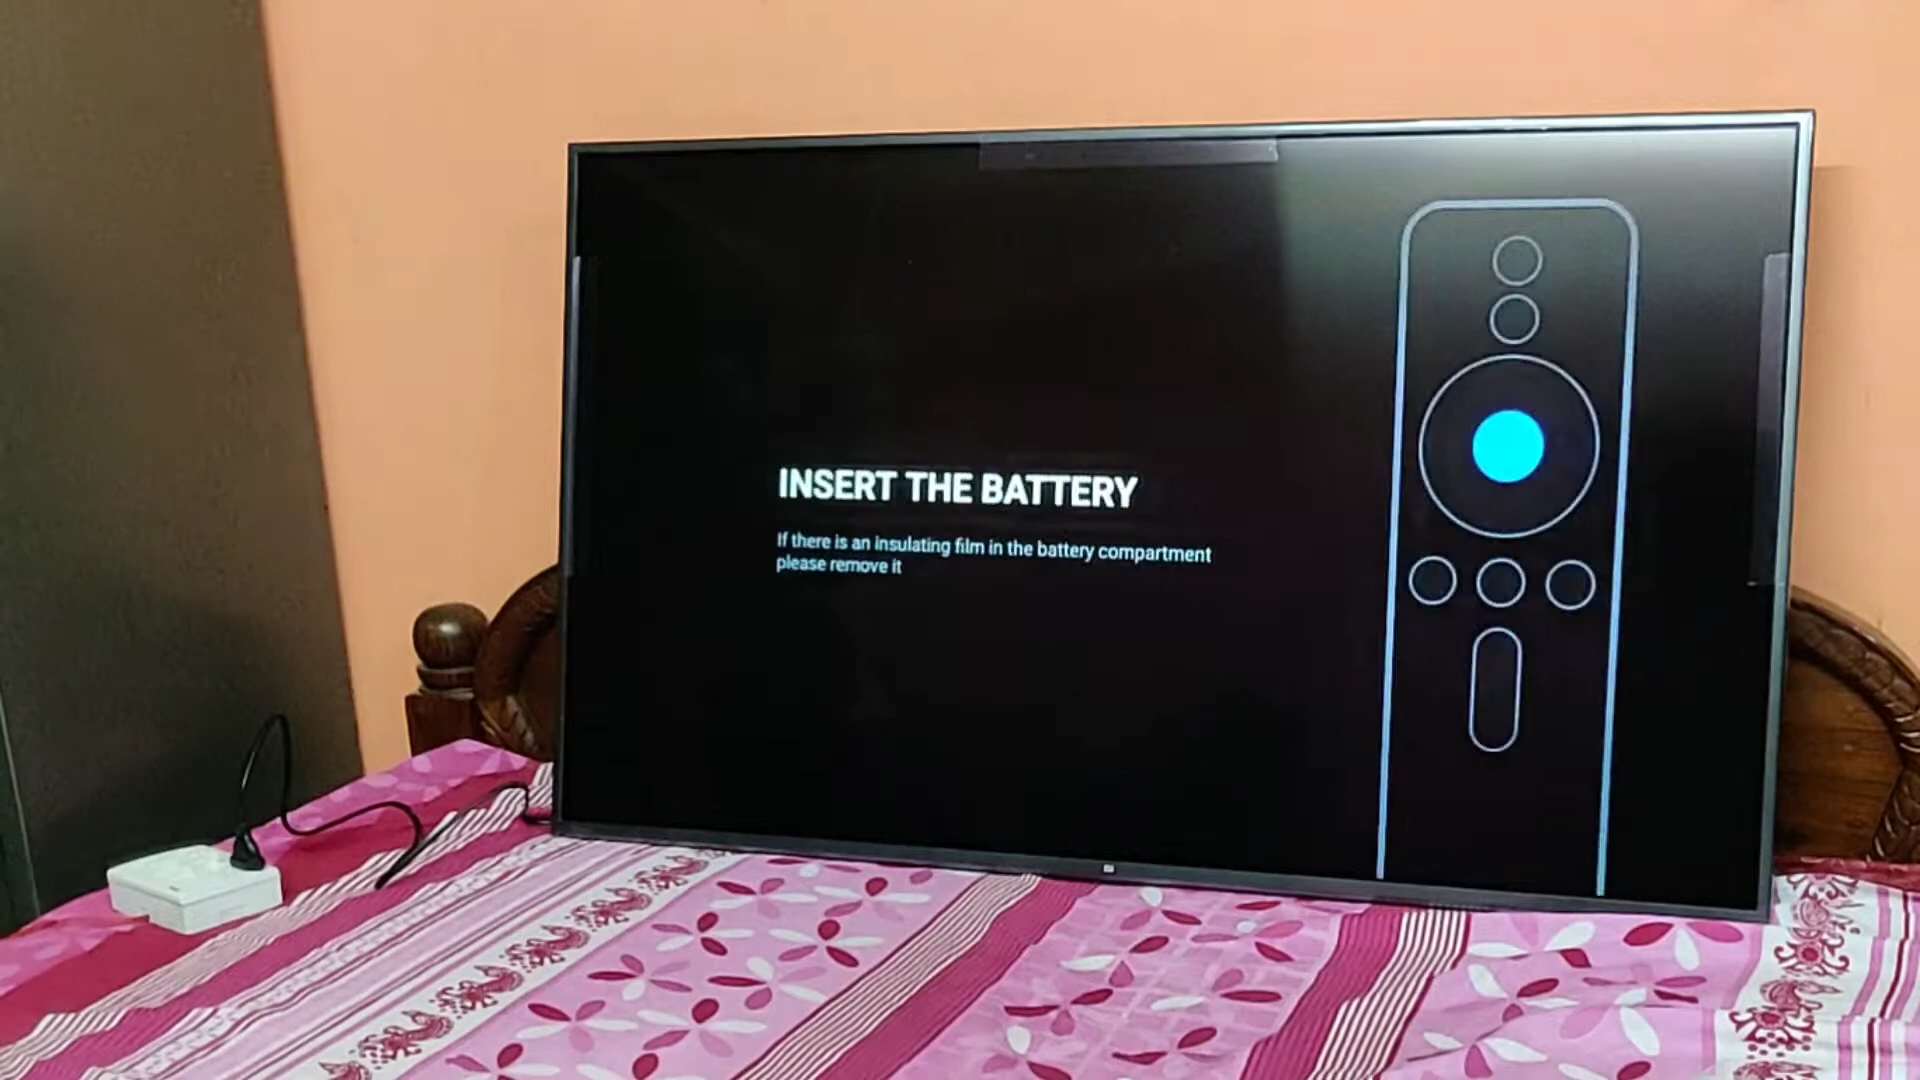 INSERT THE BATTERY
If there is an insulating film in the battery compartment
please remove it